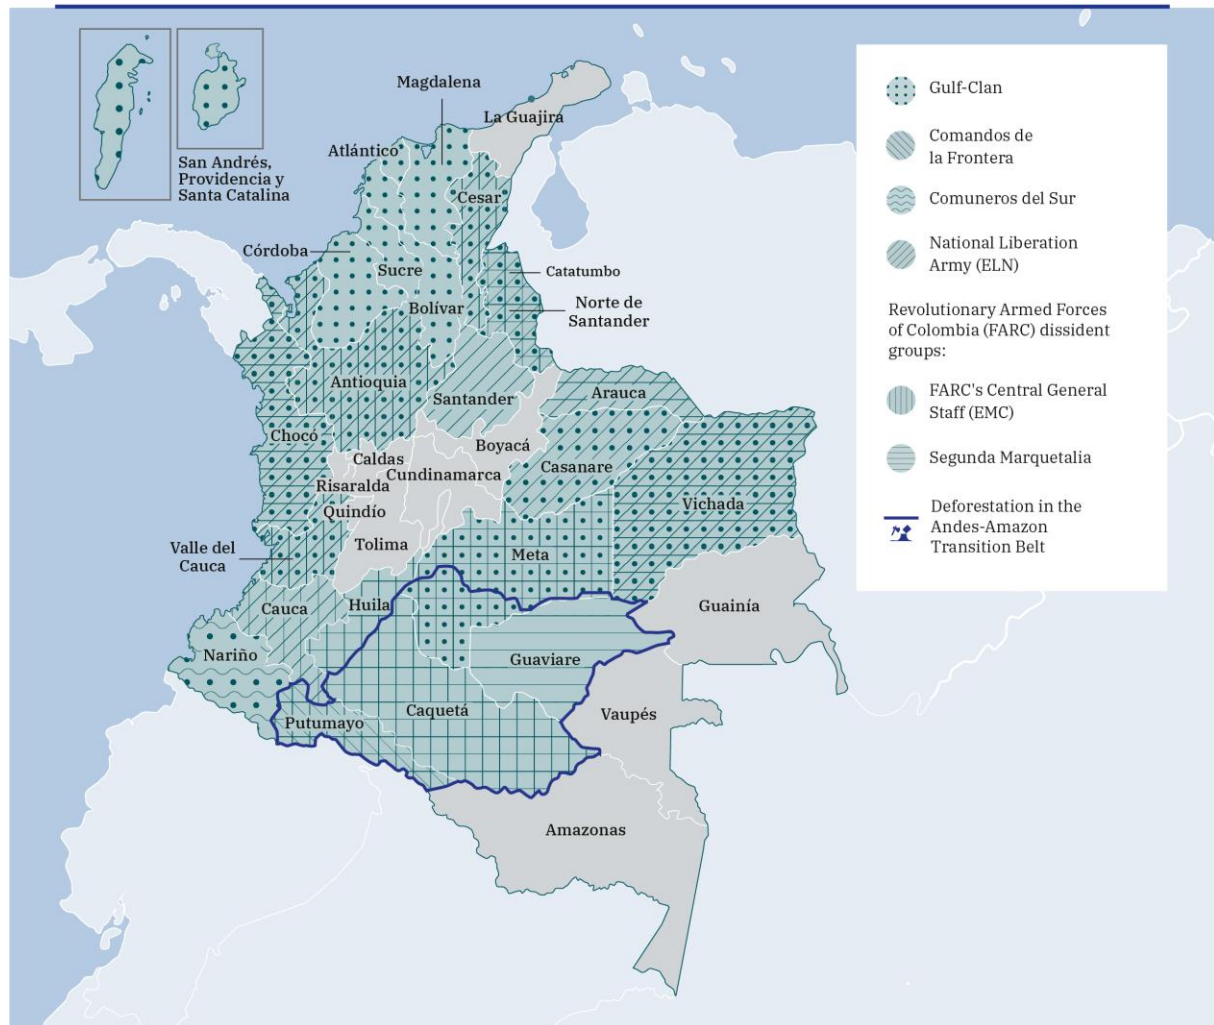 Magdalena
La Guajira
Atlántico
San Andrés,
Providencia y
Santa Catalina
Cesar
Córdoba
Sucre
Catatumbo
Bolívar
Norte de
Santander
Antioquia
Santander
Arauca
Chocó
Boyacá
Caldas
Cundinamarca
Casanare
Risaralda
Quindío
Vichada
Tolima
Meta
Valle del
Cauca
Cauca
Huila
Guainía
Nariño
Guaviare
Caquetá
Vaupés
Putumayo
Amazonas
Gulf-Clan
Comandos de
la Frontera
Comuneros del Sur
National Liberation
Army (ELN)
Revolutionary Armed Forces
of Colombia (FARC) dissident
groups:
FARC's Central General
Staff (EMC)
Segunda Marquetalia
Deforestation in the
Andes-Amazon
Transition Belt